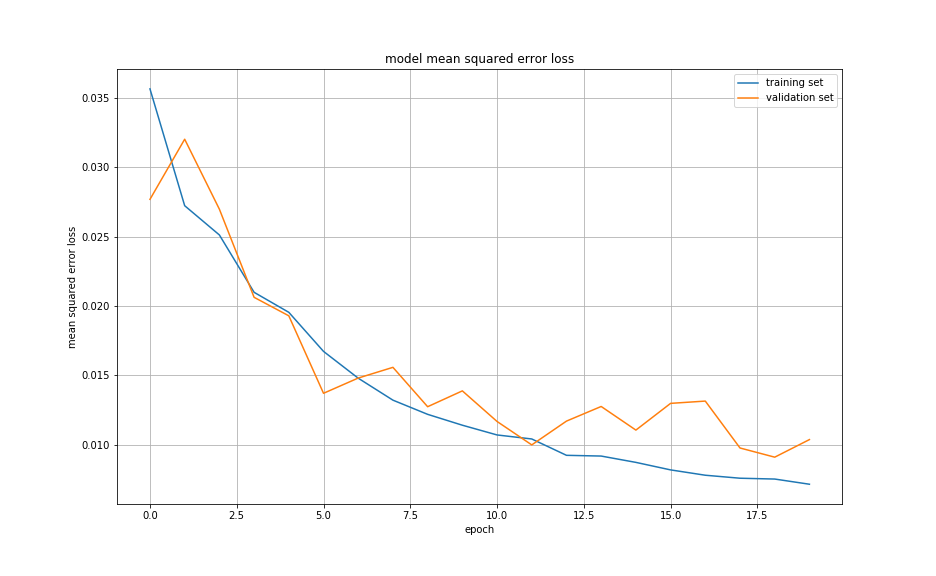 model mean squared error loss
training set
validation set
mean squared error loss
0.035
0.030
0.025
0.020
0.015
0.010
0.0
2.5
5.0
7.5
10.0
12.5
15.0
17.5
epoch